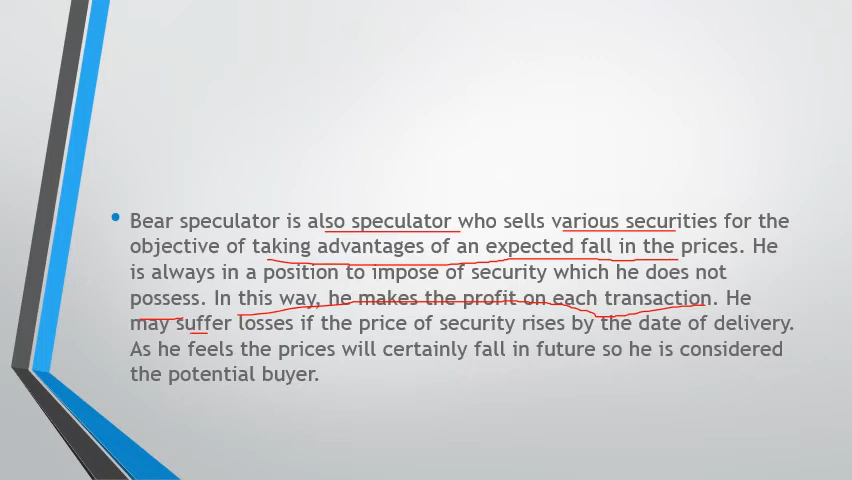 Bear speculator is also speculator who sells various securities for the
objective of taking advantages of an expected fall in the prices. He
is always in a position to impose of security which he does not
possess. In this way, he makes the profit on each transaction. He
may suffer losses if the price of security rises by the date of delivery.
As he feels the prices will certainly fall in future so he is considered
the potential buyer.